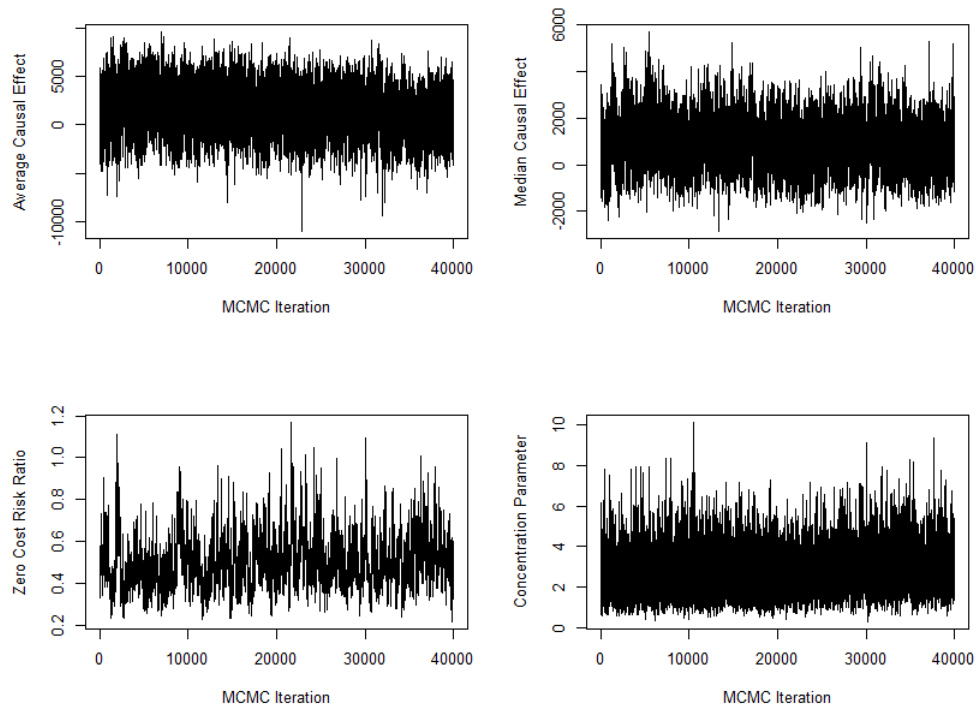 Average Causal Effect
5000
0
-10000
0 10000 20000 30000 40000
MCMC Iteration
Median Causal Effect
6000
2000
0
-2000
0 10000 20000 30000 40000
MCMC Iteration
Zero Cost Risk Ratio
1.2
1.0
0.8
0.6
0.4
0.2
0 10000 20000 30000 40000
MCMC Iteration
Concentration Parameter
10
8
6
4
2
0
0 10000 20000 30000 40000
MCMC Iteration